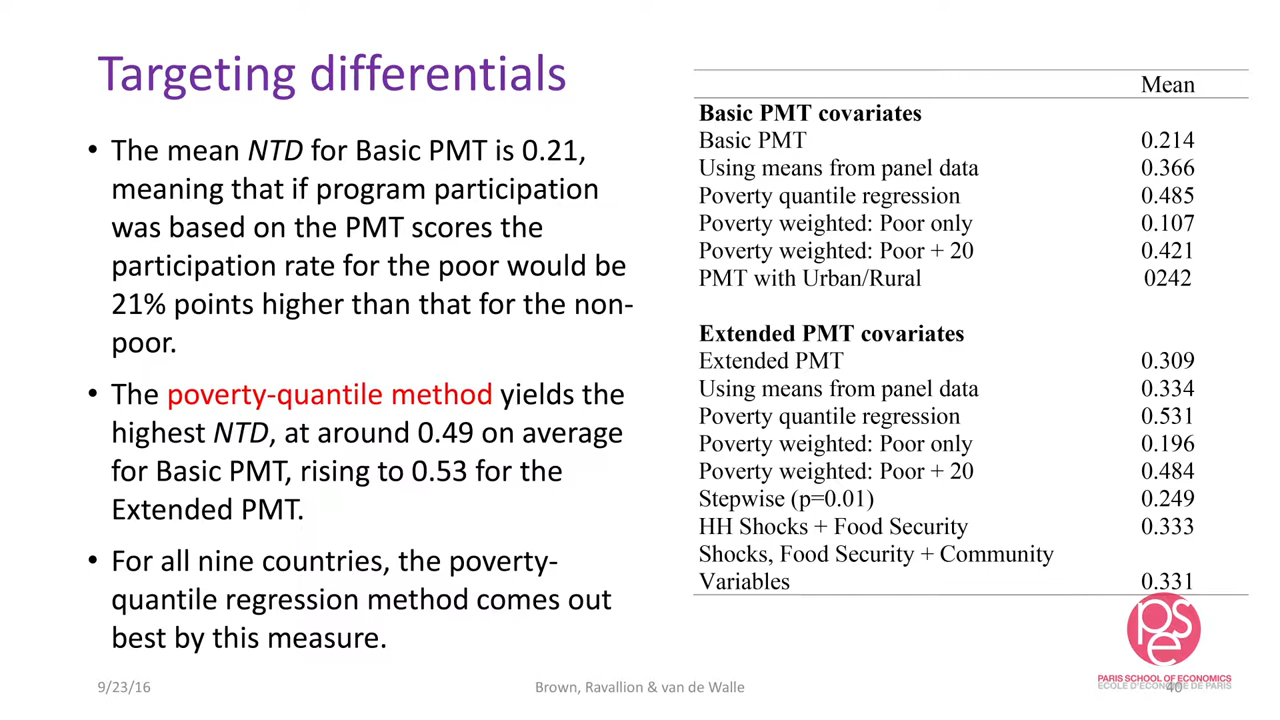 Targeting differentials
• The mean NTD for Basic PMT is 0.21,
meaning that if program participation
was based on the PMT scores the
participation rate for the poor would be
21% points higher than that for the non-
poor.
• The poverty-quantile method yields the
highest NTD, at around 0.49 on average
for Basic PMT, rising to 0.53 for the
Extended PMT.
• For all nine countries, the poverty-
quantile regression method comes out
best by this measure.
Mean
Basic PMT covariates
Basic PMT 0.214
Using means from panel data 0.366
Poverty quantile regression 0.485
Poverty weighted: Poor only 0.107
Poverty weighted: Poor + 20 0.421
PMT with Urban/Rural 0242
Extended PMT covariates
Extended PMT 0.309
Using means from panel data 0.334
Poverty quantile regression 0.531
Poverty weighted: Poor only 0.196
Poverty weighted: Poor + 20 0.484
Stepwise (p=0.01) 0.249
HH Shocks + Food Security 0.333
Shocks, Food Security + Community
Variables 0.331
pse
PARIS SCHOOL OF ECONOMICS
ECOLE D'ECONOMIE DE PARIS
9/23/16 Brown, Ravallion & van de Walle 40